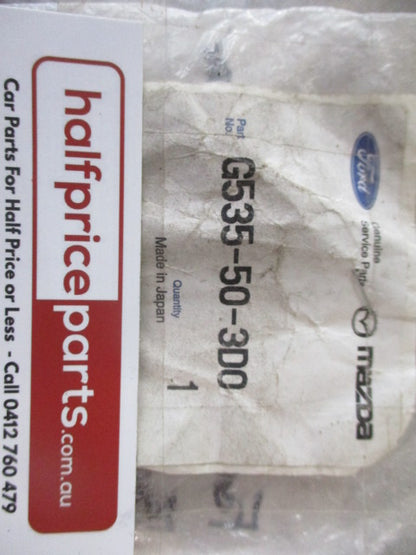 Ford
Genuine
Service Parts
mazda
Part
No.
G535-50-3D0
Quantity
1
Made in Japan
halfpriceparts.com.au
Car Parts For Half Price or Less - Call 0412 760 479